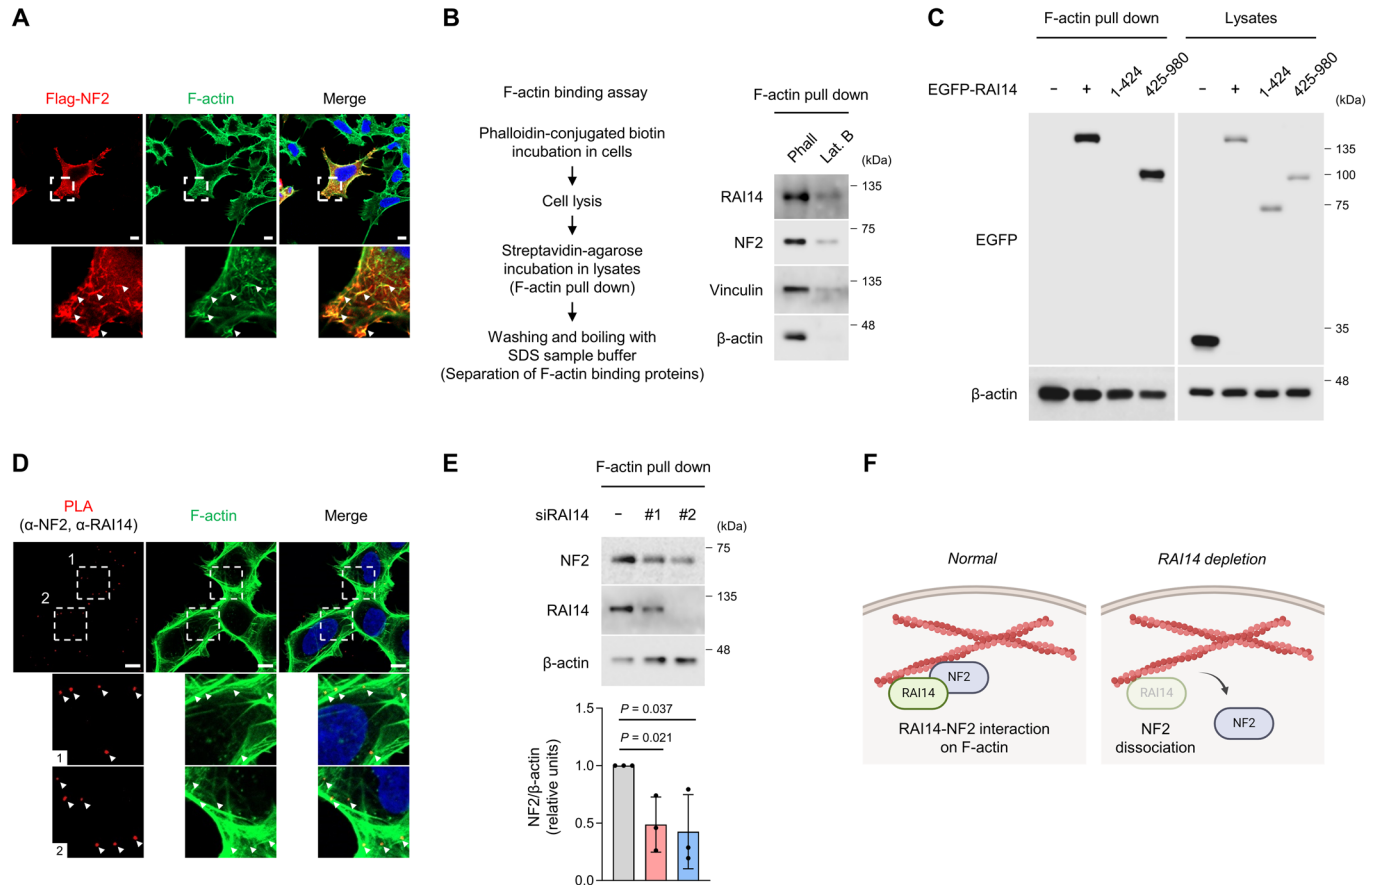 A
Flag-NF2
F-actin
Merge
B
F-actin binding assay
Phalloidin-conjugated biotin
incubation in cells
Cell lysis
Streptavidin-agarose
incubation in lysates
(F-actin pull down)
Washing and boiling with
SDS sample buffer
(Separation of F-actin binding proteins)
F-actin pull down
Phall
Lat. B
(kDa)
RAI14
135
NF2
75
Vinculin
135
β-actin
48
C
F-actin pull down
Lysates
EGFP-RAI14
–
+
1-424
425-980
–
+
1-424
425-980
(kDa)
135
100
75
EGFP
35
48
β-actin
D
PLA
(α-NF2, α-RAI14)
F-actin
Merge
1
2
1
2
E
F-actin pull down
siRAI14
–
#1
#2
(kDa)
75
NF2
135
RAI14
48
β-actin
1.5
1.0
0.5
0.0
NF2/β-actin
(relative units)
P = 0.037
P = 0.021
F
Normal
RAI14 depletion
RAI14
NF2
RAI14-NF2 interaction
on F-actin
RAI14
NF2
NF2
dissociation